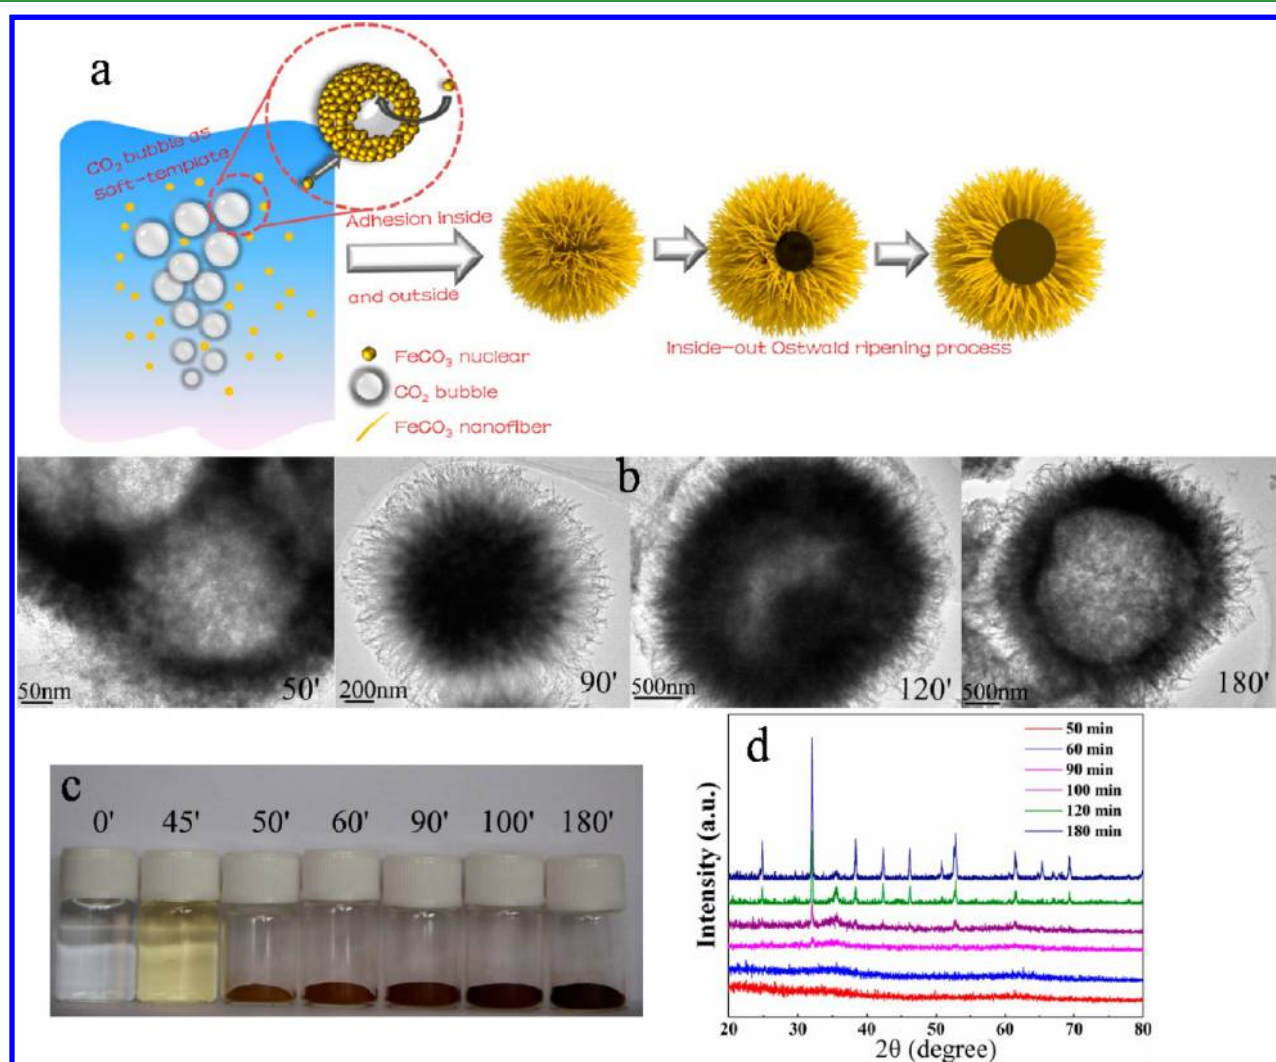 a
CO₂ bubble as
soft-template
Adhesion inside
and outside
Inside-out Ostwald ripening process
FeCO₃ nuclear
CO₂ bubble
FeCO₃ nanofiber
b
50nm
50'
200nm
90'
500nm
120'
500nm
180'
c
0' 45' 50' 60' 90' 100' 180'
d
50 min
60 min
90 min
100 min
120 min
180 min
Intensity (a.u.)
20 30 40 50 60 70 80
2θ (degree)